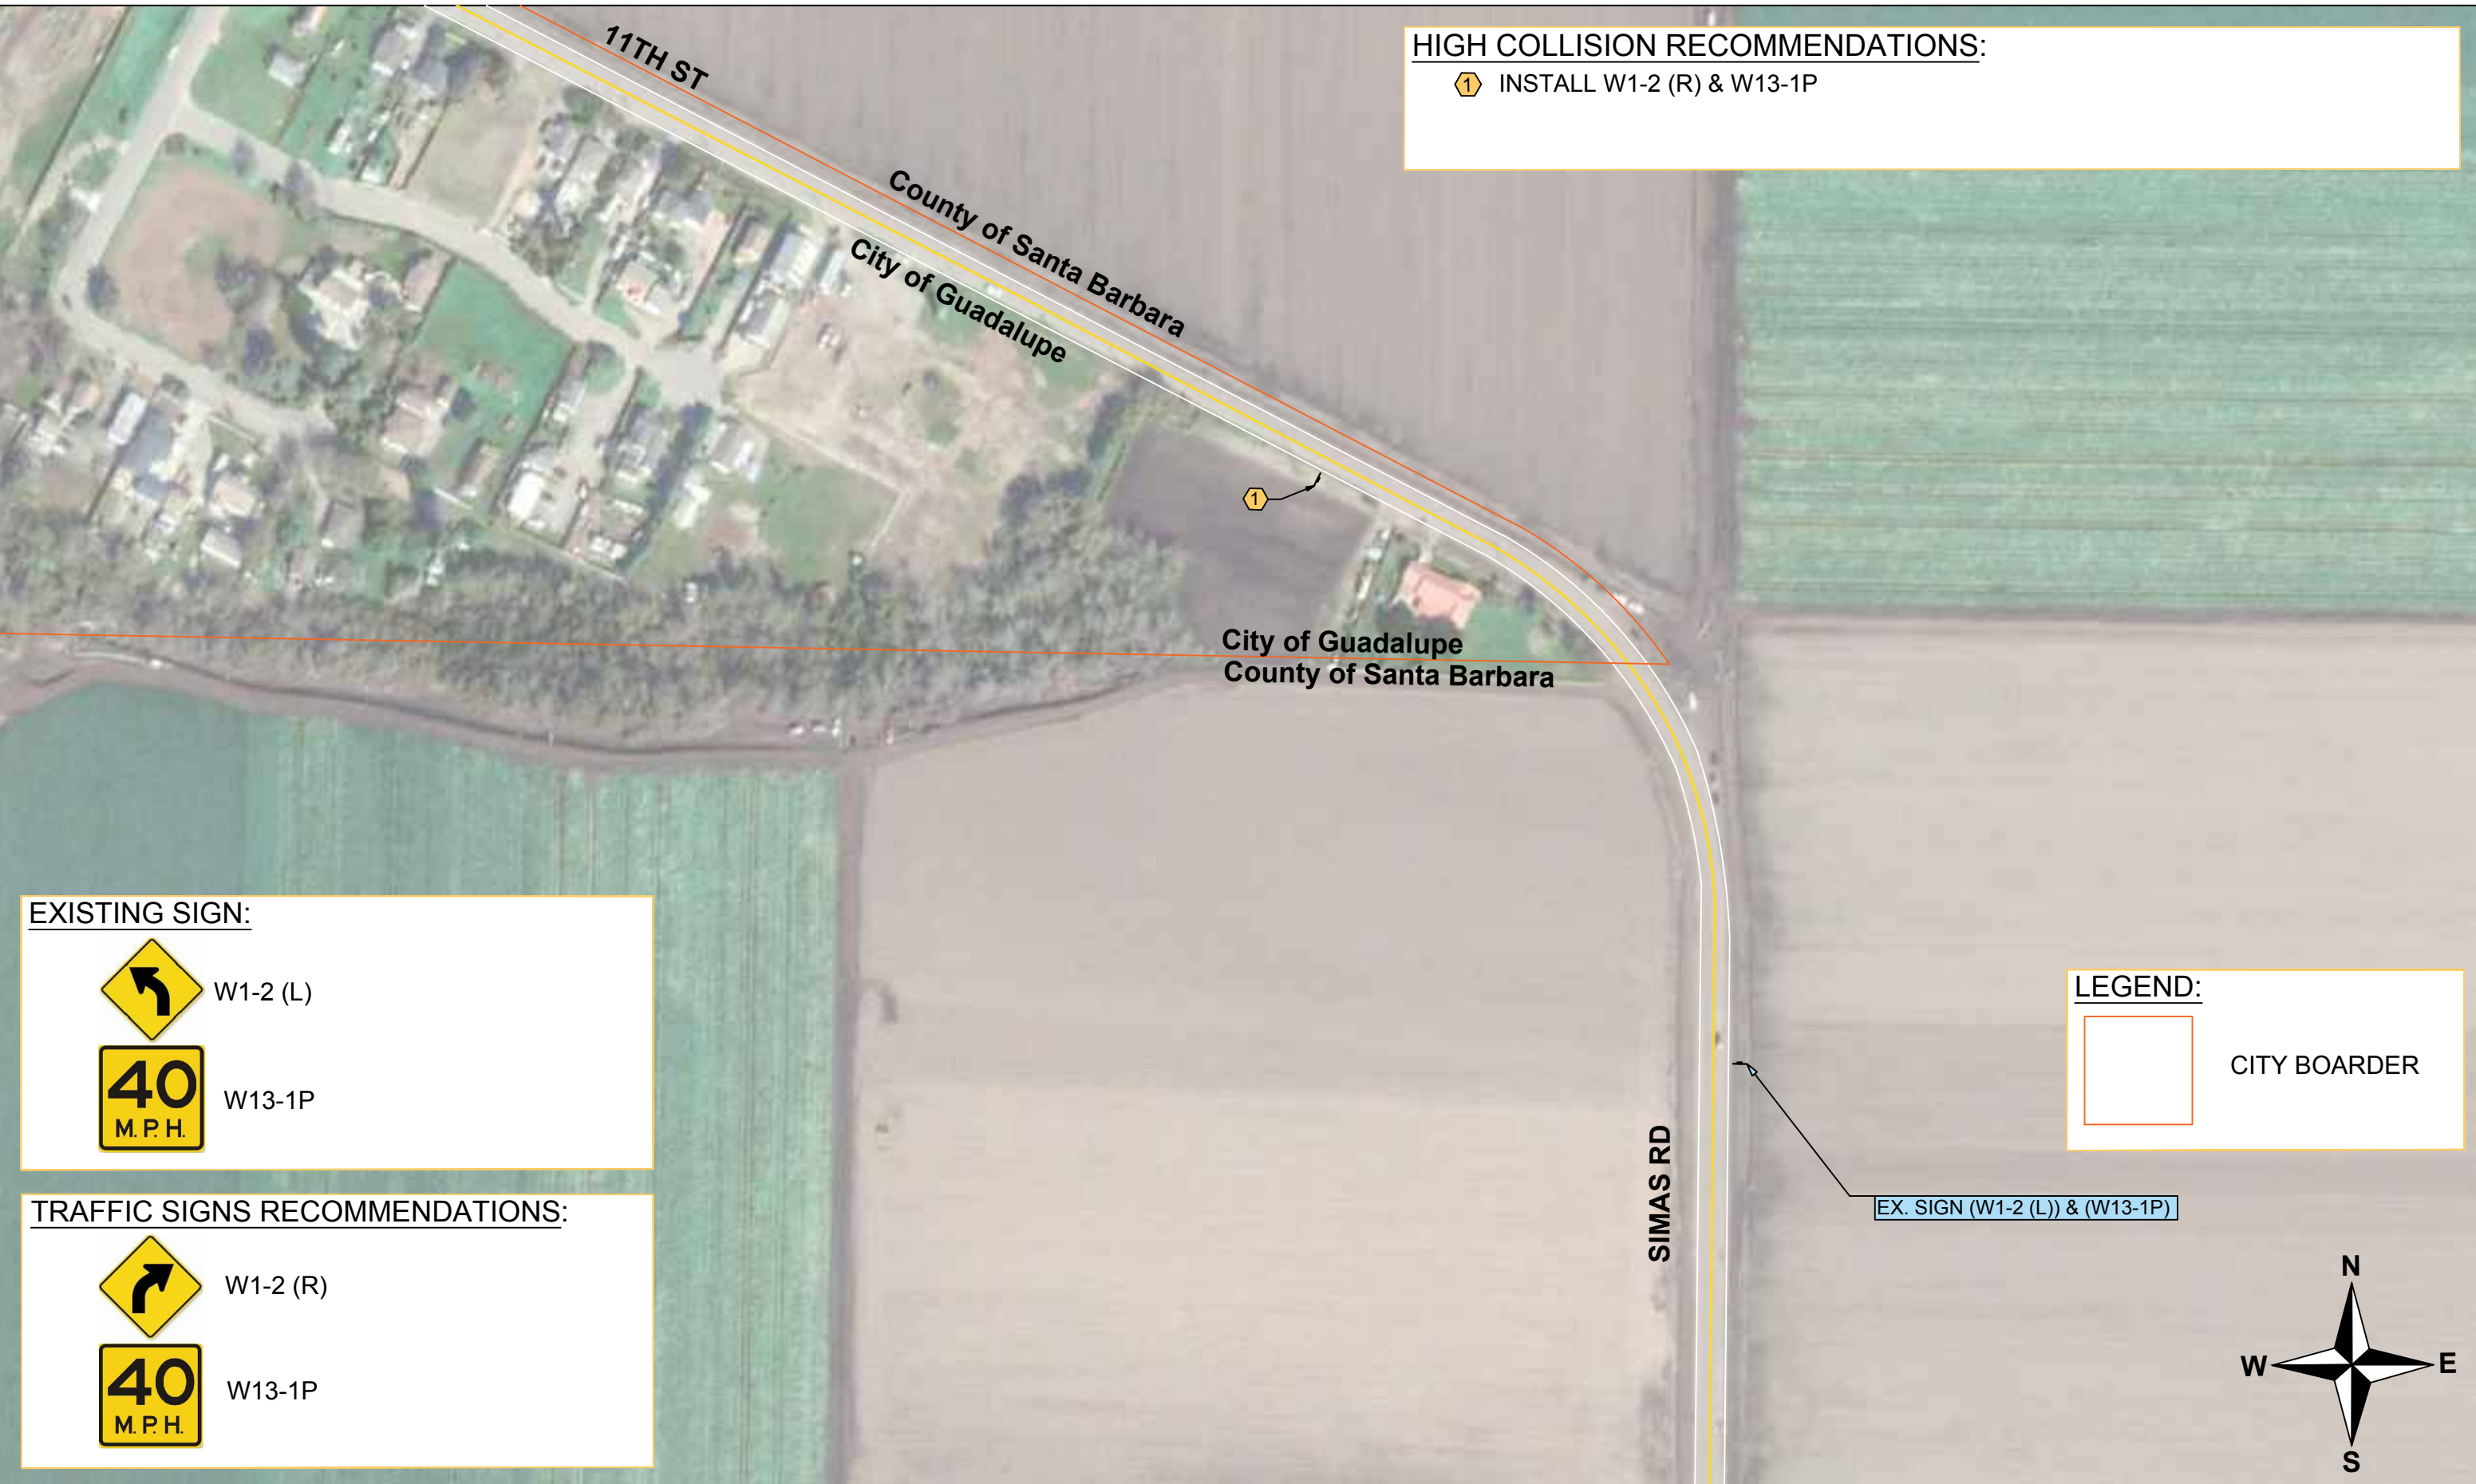 11TH ST
HIGH COLLISION RECOMMENDATIONS:
1 INSTALL W1-2 (R) & W13-1P
County of Santa Barbara
City of Guadalupe
1
City of Guadalupe
County of Santa Barbara
EXISTING SIGN:
W1-2 (L)
40
M.P.H.
W13-1P
TRAFFIC SIGNS RECOMMENDATIONS:
W1-2 (R)
40
M.P.H.
W13-1P
SIMAS RD
EX. SIGN (W1-2 (L)) & (W13-1P)
LEGEND:
CITY BOARDER
N
W
E
S